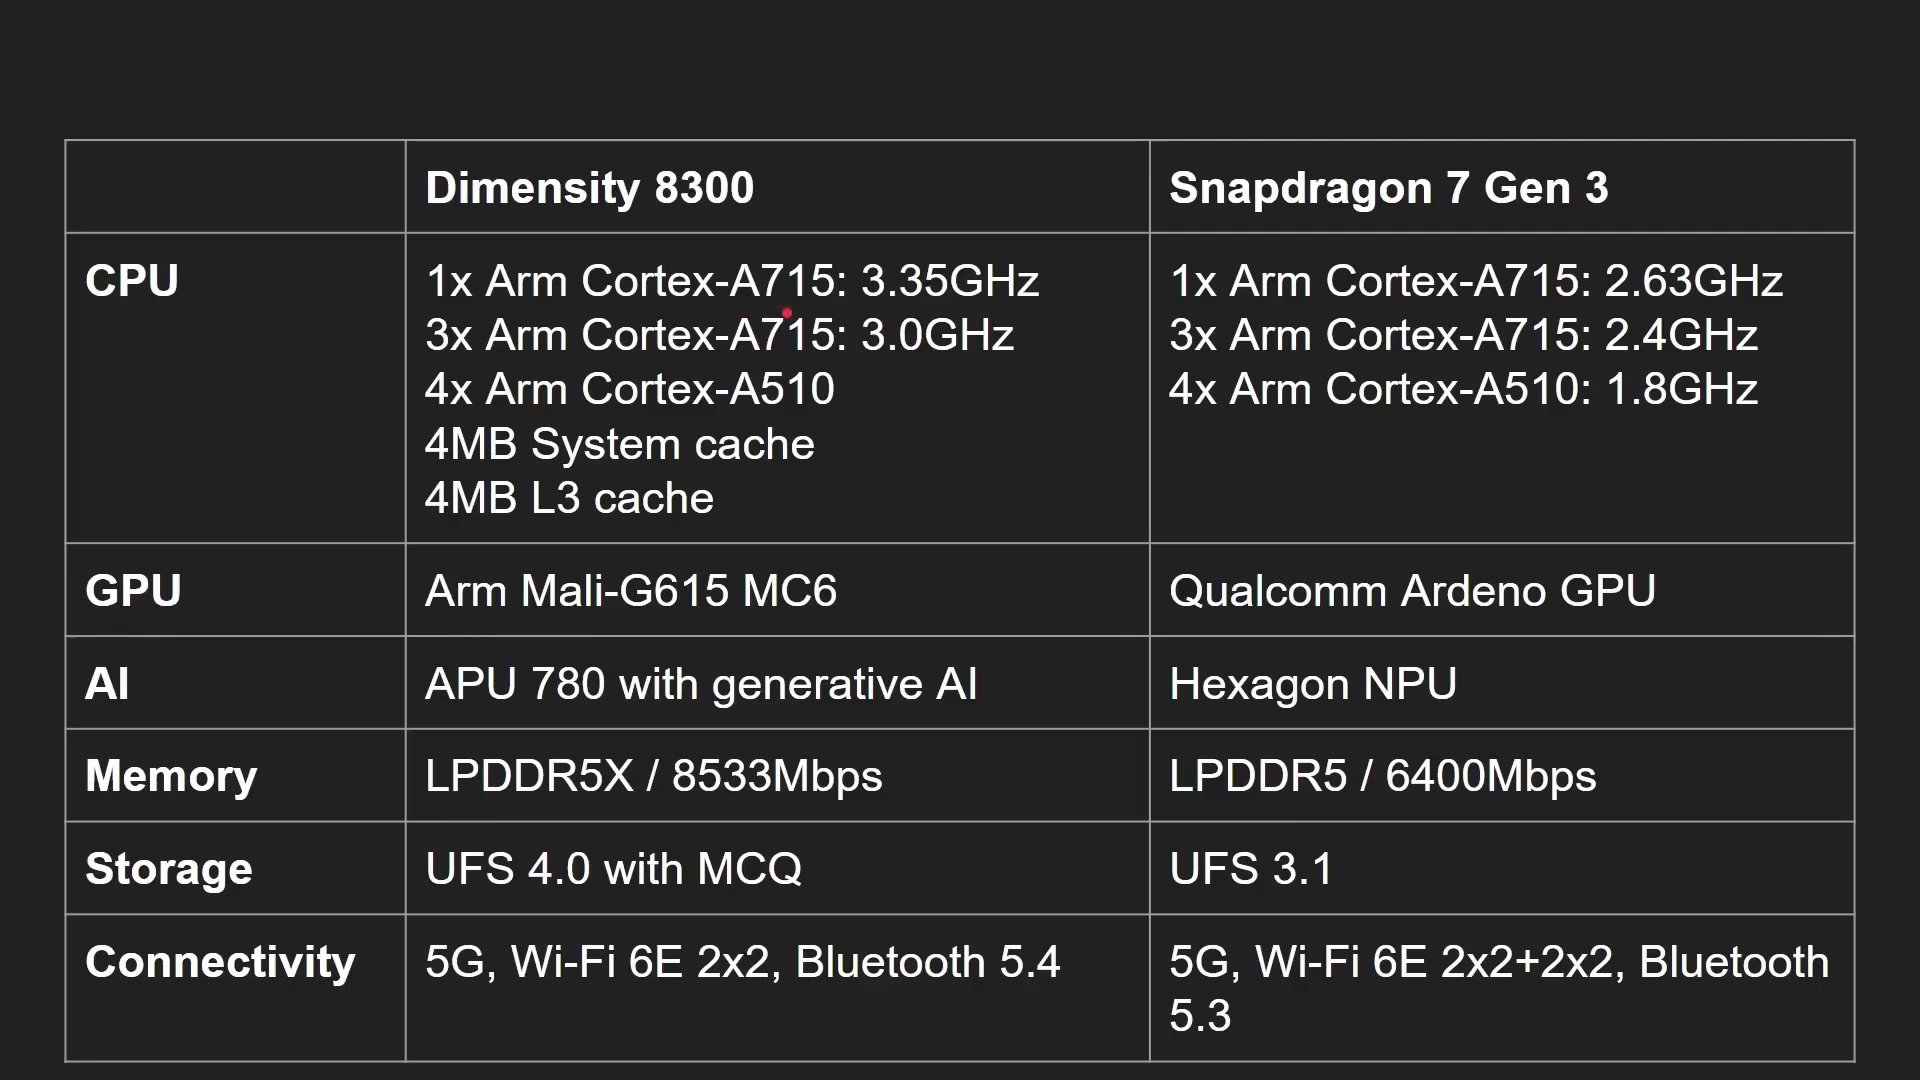 Dimensity 8300
Snapdragon 7 Gen 3
CPU
1x Arm Cortex-A715: 3.35GHz
3x Arm Cortex-A715: 3.0GHz
4x Arm Cortex-A510
4MB System cache
4MB L3 cache
1x Arm Cortex-A715: 2.63GHz
3x Arm Cortex-A715: 2.4GHz
4x Arm Cortex-A510: 1.8GHz
GPU
Arm Mali-G615 MC6
Qualcomm Ardeno GPU
AI
APU 780 with generative AI
Hexagon NPU
Memory
LPDDR5X / 8533Mbps
LPDDR5 / 6400Mbps
Storage
UFS 4.0 with MCQ
UFS 3.1
Connectivity
5G, Wi-Fi 6E 2x2, Bluetooth 5.4
5G, Wi-Fi 6E 2x2+2x2, Bluetooth
5.3